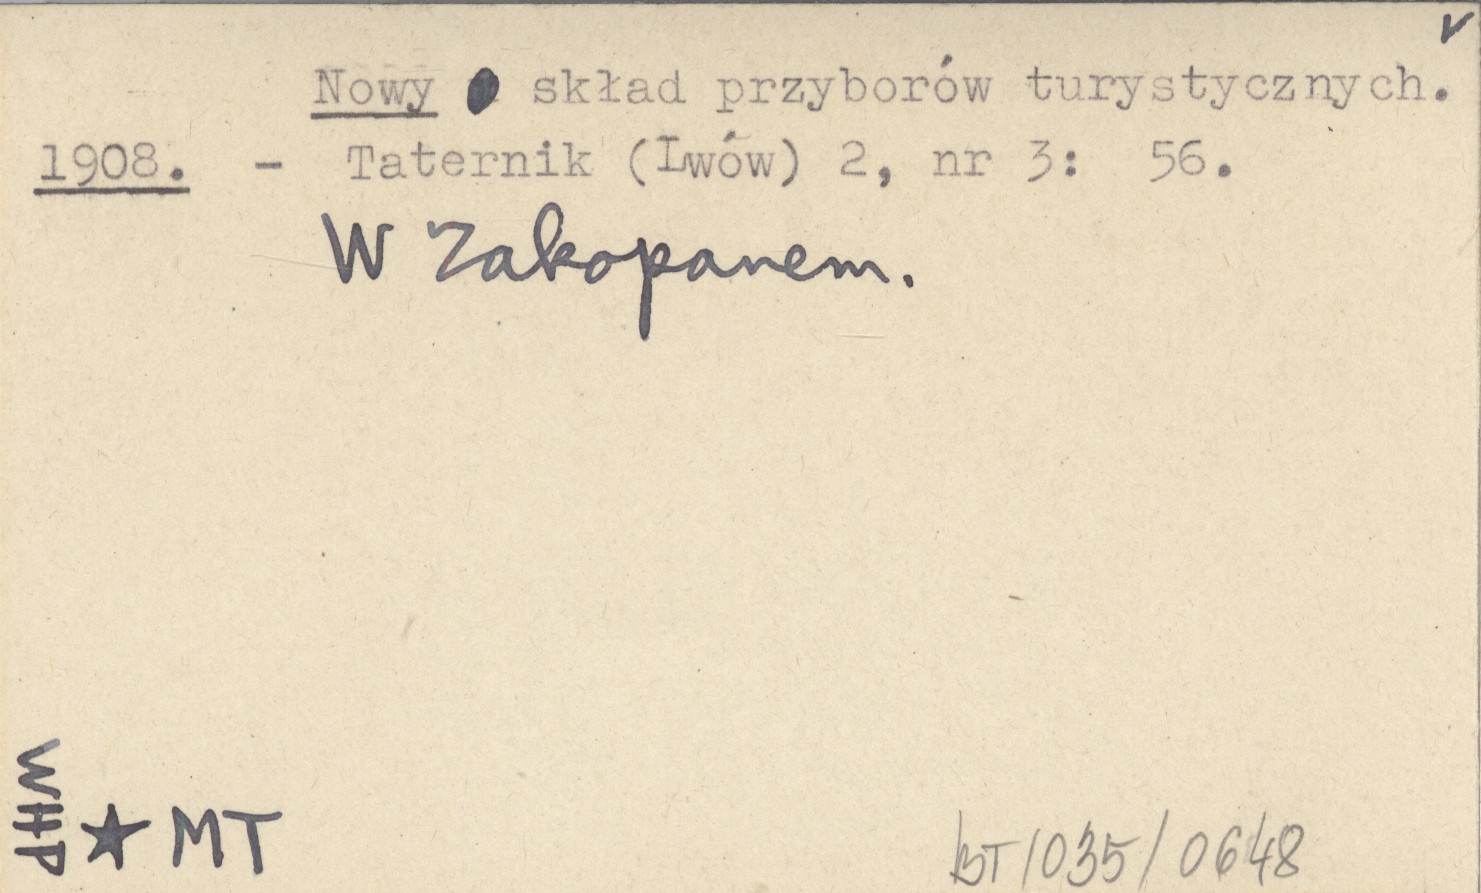 Nowy skład przyborów turystycznych.
1908. - Taternik (Lwów) 2, nr 3: 56.
W Zakopanem.
WHP
★ MT
BT/035/0648